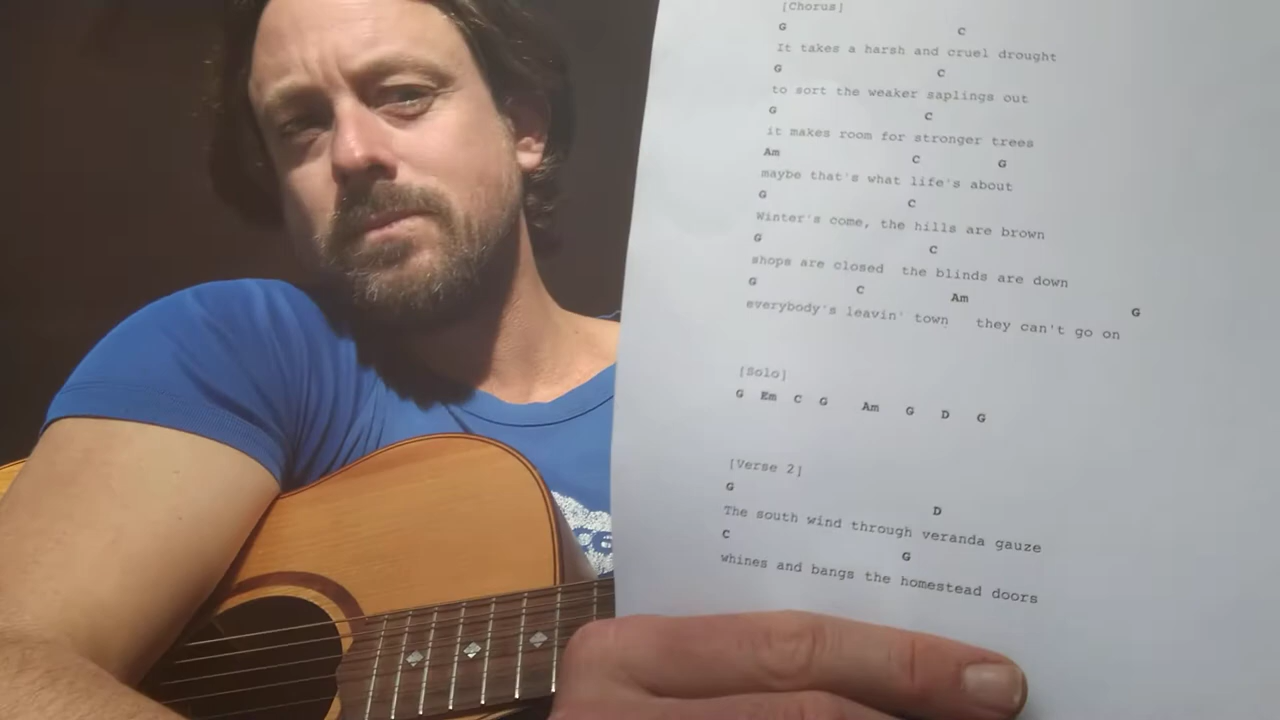 [Chorus]
G C
It takes a harsh and cruel drought
G C
to sort the weaker saplings out
G C
it makes room for stronger trees
Am C G
maybe that's what life's about
G C
Winter's come, the hills are brown
G C
shops are closed the blinds are down
G C Am G
everybody's leavin' town they can't go on
[Solo]
G Em C G Am G D G
[Verse 2]
G D
The south wind through veranda gauze
C G
whines and bangs the homestead doors